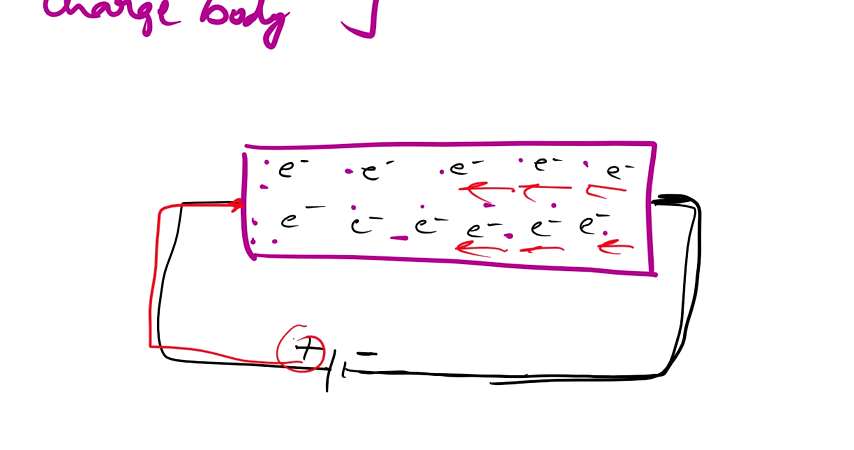 charge body ]
e⁻ e⁻ e⁻ e⁻ e⁻
e⁻ e⁻ e⁻ e⁻ e⁻ e⁻
+ −